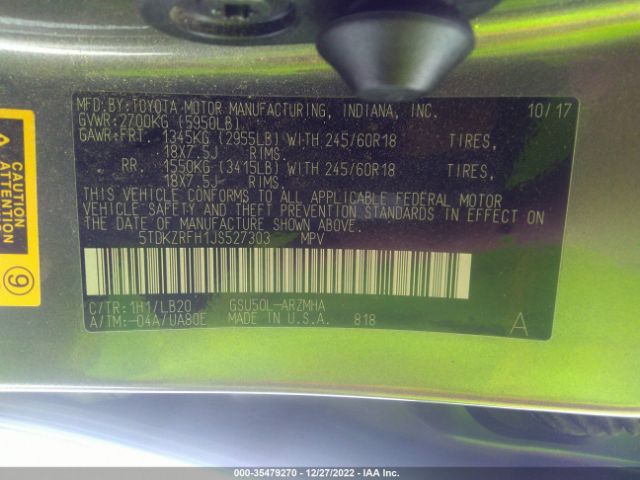 MFD.BY:TOYOTA MOTOR MANUFACTURING, INDIANA, INC. 10/17
GVWR:2700KG (5950LB)
GAWR:FRT. 1345KG (2955LB) WITH 245/60R18 TIRES,
18X7.5J RIMS.
RR. 1550KG (3415LB) WITH 245/60R18 TIRES,
18X7.5J RIMS.
THIS VEHICLE CONFORMS TO ALL APPLICABLE FEDERAL MOTOR
VEHICLE SAFETY AND THEFT PREVENTION STANDARDS IN EFFECT ON
THE DATE OF MANUFACTURE SHOWN ABOVE.
5TDKZRFH1JS527303 MPV
C/TR:1H1/LB20 GSU50L-ARZMHA
A/TM:-04A/UA80E MADE IN U.S.A. 818 A
CAUTION
ATTENTION
9
000-35479270 - 12/27/2022 - IAA Inc.